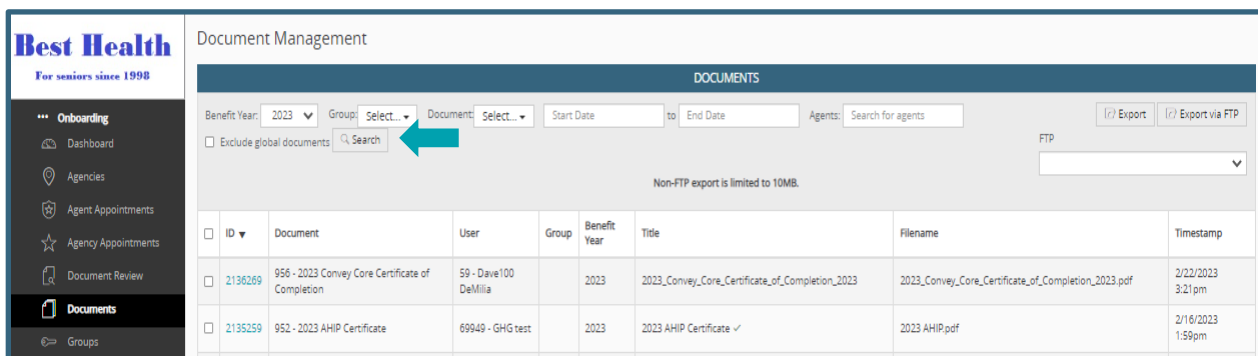 Best Health
For seniors since 1998
Onboarding
Dashboard
Agencies
Agent Appointments
Agency Appointments
Document Review
Documents
Groups
Document Management
DOCUMENTS
Benefit Year: 2023 Group: Select... Document: Select... Start Date to End Date Agents: Search for agents Export Export via FTP
Exclude global documents Search FTP
Non-FTP export is limited to 10MB.
ID Document User Group Benefit Year Title Filename Timestamp
2136269 956 - 2023 Convey Core Certificate of Completion 59 - Dave100 DeMilia 2023 2023_Convey_Core_Certificate_of_Completion_2023 2023_Convey_Core_Certificate_of_Completion_2023.pdf 2/22/2023 3:21pm
2135259 952 - 2023 AHIP Certificate 69949 - GHG test 2023 2023 AHIP Certificate ✓ 2023 AHIP.pdf 2/16/2023 1:59pm